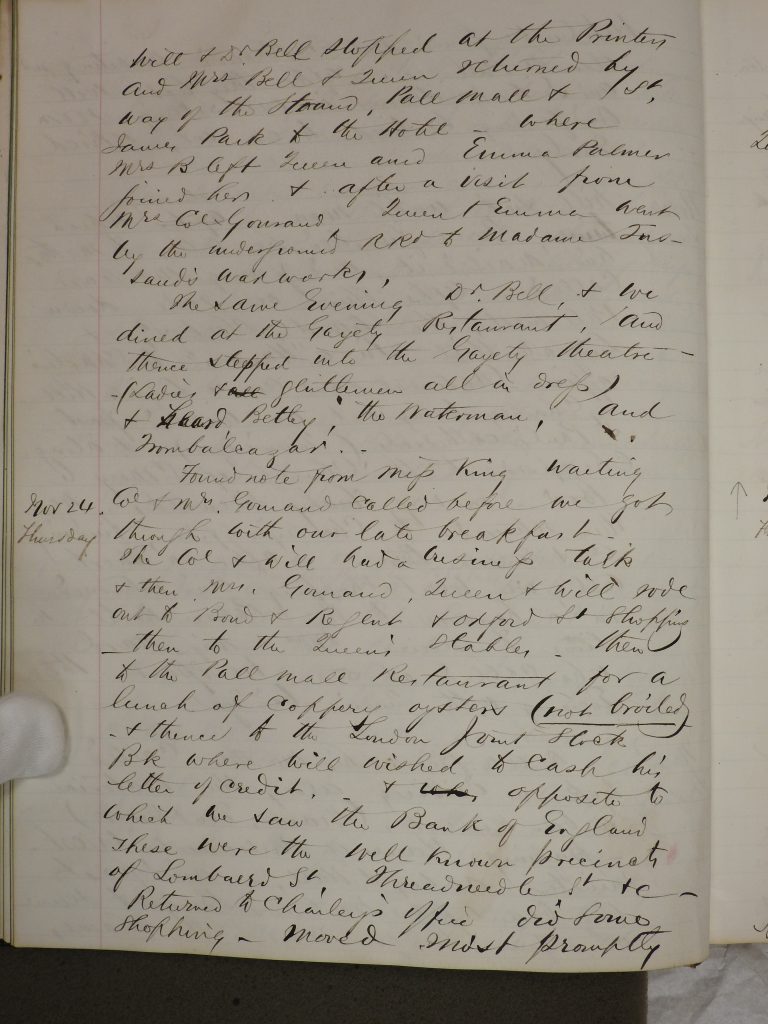 Will & Dr. Bell stopped at the Printers
and Mrs. Bell & Queen returned by
way of the Strand, Pall Mall & St.
James Park to the Hotel - where
Mrs B left Queen and Emma Palmer
joined her. & after a visit from
Mrs Col Gouraud, Queen & Emma went
by the underground RRd to Madame Tus-
sauds wax works,
The same Evening Dr. Bell, & we
dined at the Gayety Restaurant, and
thence stepped into the Gayety theatre -
- (Ladies & all gentlemen all in dress)
& heard, Betley, the Waterman, and
Trombalcazar. -
Found note from Miss King waiting
Nov 24. Col & Mrs. Gouraud called before we got
Thursday through with our late breakfast -
The Col & Will had a business talk
& then Mrs. Gouraud, Queen & Will rode
out to Bond & Regent & Oxford St Shopping
- then to the Queen's Stables - then
to the Pall Mall Restaurant for a
lunch of coppery oysters (not broiled)
- & thence to the London Joint Stock
Bk where Will wished to cash his
letter of credit. - & opposite to
which we saw the Bank of England
These were the well known precincts
of Lombard St. Threadneedle St &c -
Returned to Charley's office did some
shopping - moved most promptly